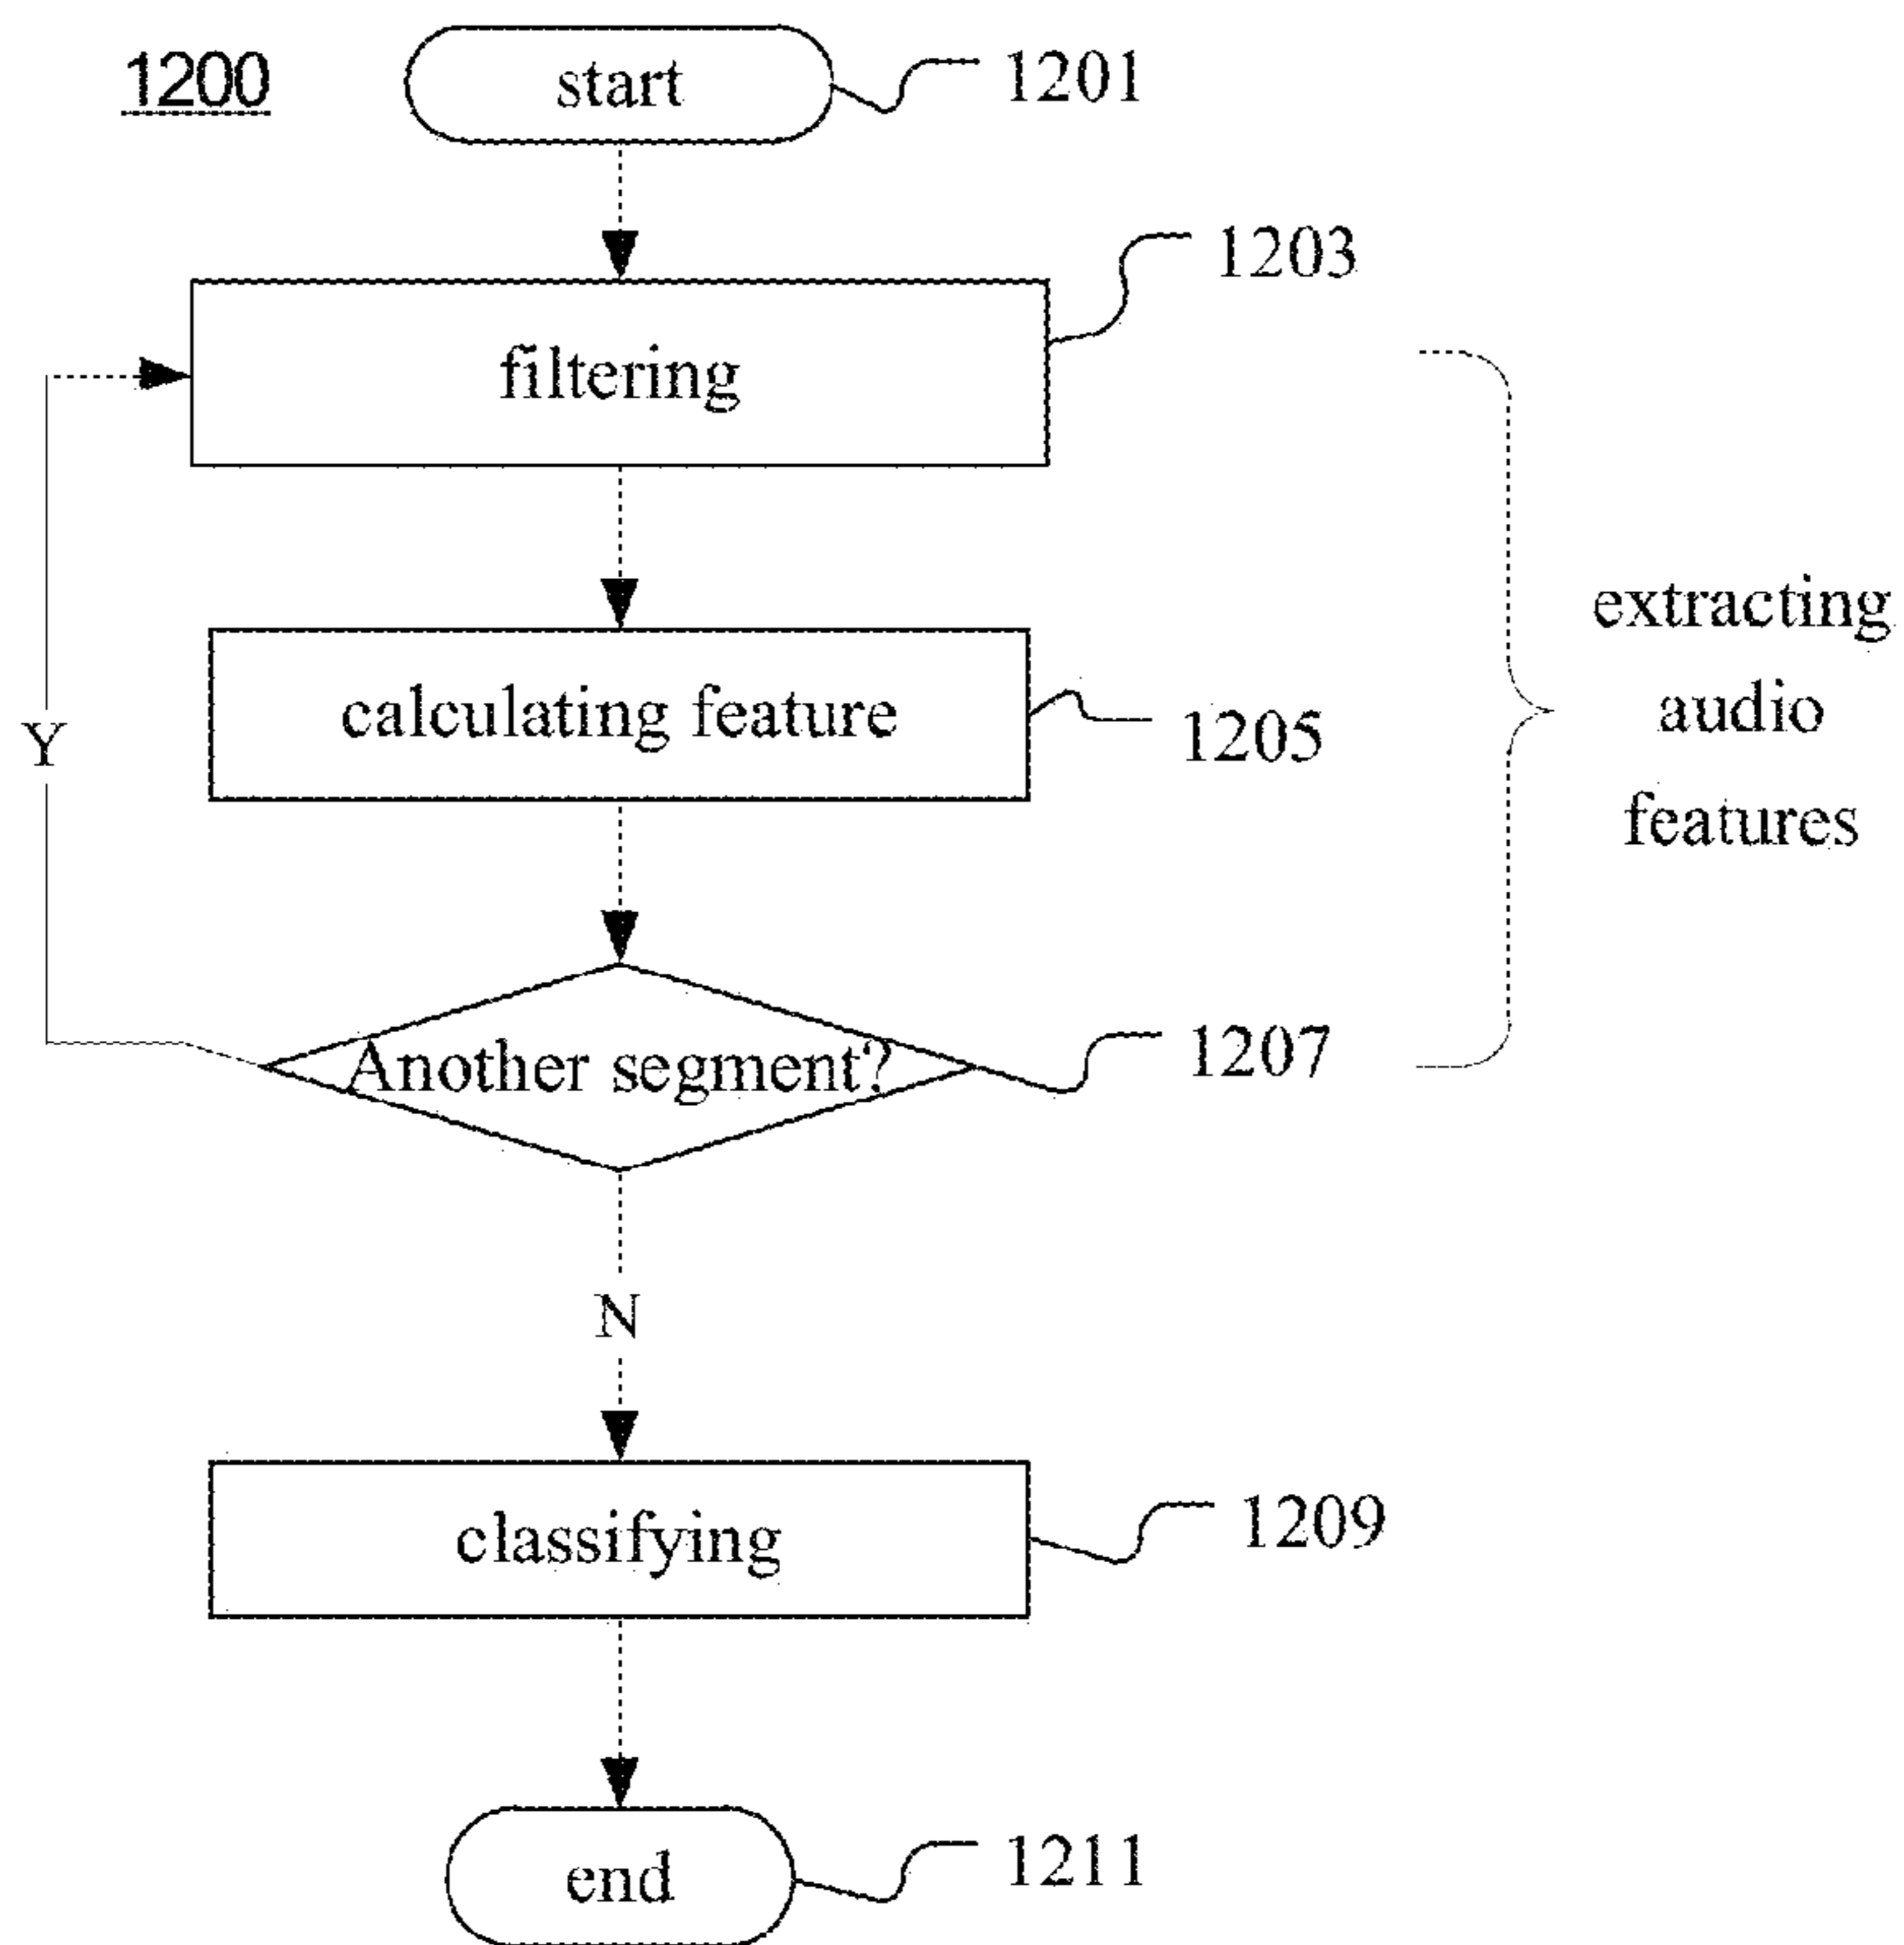 1200
start
1201
1203
filtering
extracting
audio
features
calculating feature
1205
Y
Another segment?
1207
N
classifying
1209
end
1211